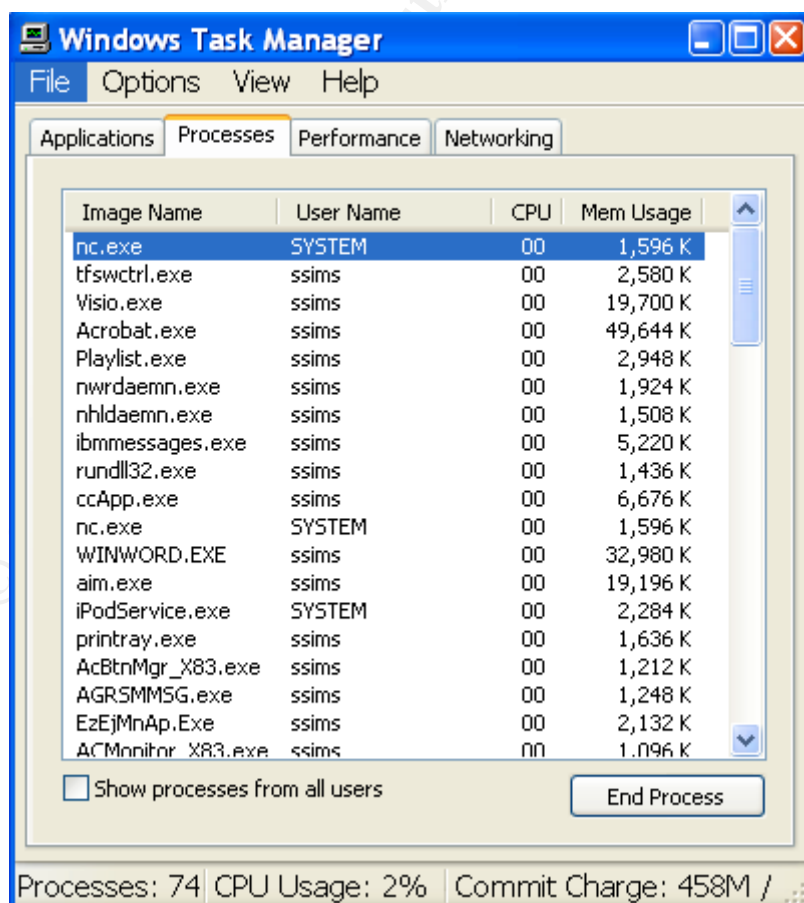 Windows Task Manager
File Options View Help
Applications Processes Performance Networking
Image Name User Name CPU Mem Usage
nc.exe SYSTEM 00 1,596 K
tfswctrl.exe ssims 00 2,580 K
Visio.exe ssims 00 19,700 K
Acrobat.exe ssims 00 49,644 K
Playlist.exe ssims 00 2,948 K
nwrdaemn.exe ssims 00 1,924 K
nhldaemn.exe ssims 00 1,508 K
ibmmessages.exe ssims 00 5,220 K
rundll32.exe ssims 00 1,436 K
ccApp.exe ssims 00 6,676 K
nc.exe SYSTEM 00 1,596 K
WINWORD.EXE ssims 00 32,980 K
aim.exe ssims 00 19,196 K
iPodService.exe SYSTEM 00 2,284 K
printray.exe ssims 00 1,636 K
AcBtnMgr_X83.exe ssims 00 1,212 K
AGRSMMSG.exe ssims 00 1,248 K
EzEjMnAp.Exe ssims 00 2,132 K
ACMonitor_X83.exe ssims 00 1,096 K
Show processes from all users
End Process
Processes: 74 CPU Usage: 2% Commit Charge: 458M /